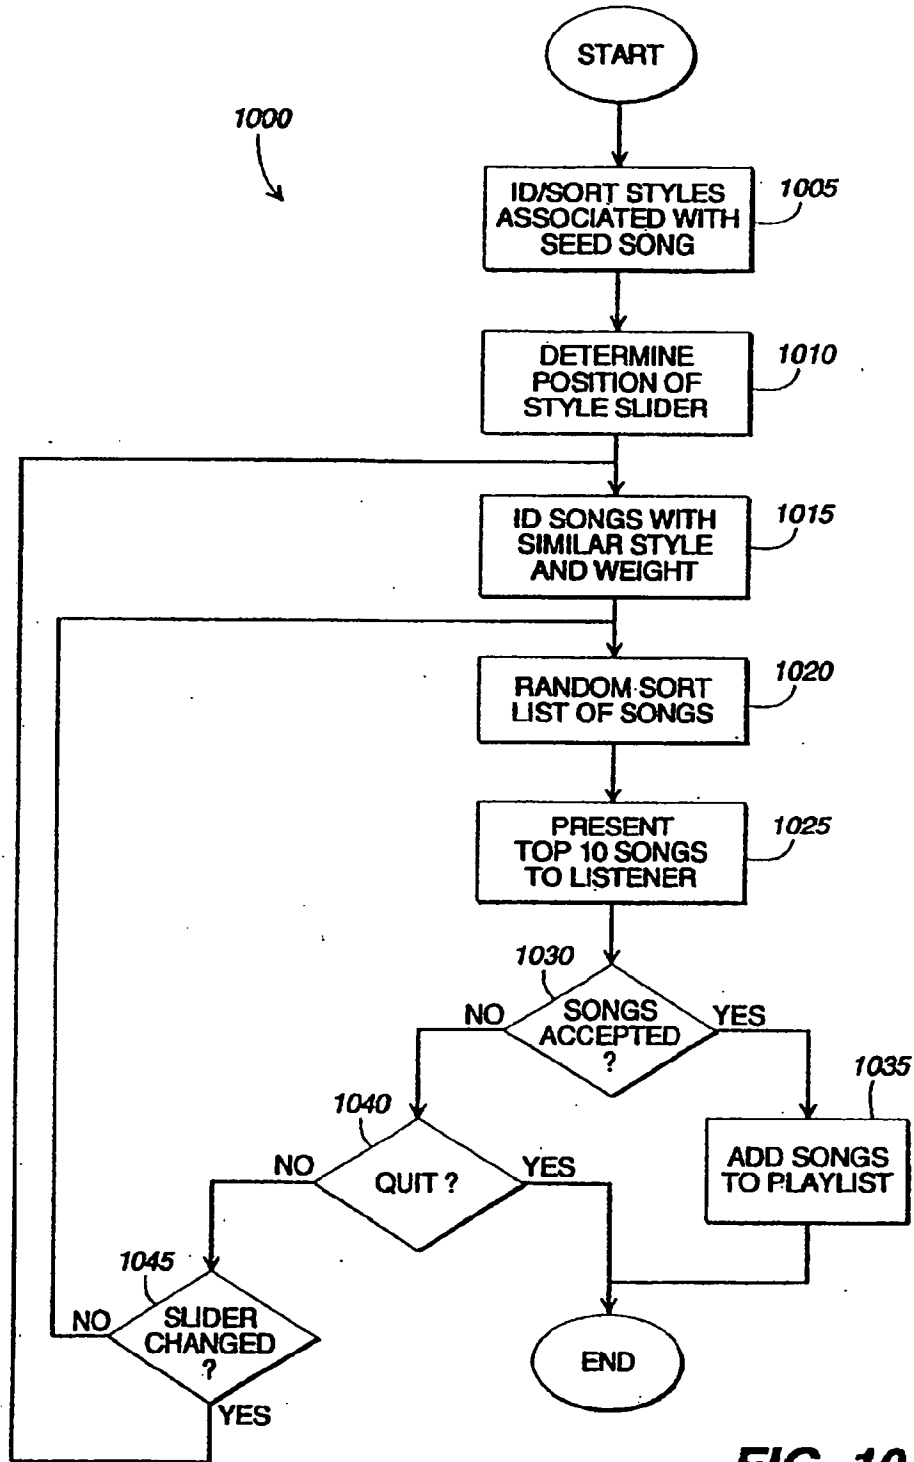 START
1000
ID/SORT STYLES
ASSOCIATED WITH
SEED SONG
1005
DETERMINE
POSITION OF
STYLE SLIDER
1010
ID SONGS WITH
SIMILAR STYLE
AND WEIGHT
1015
RANDOM SORT
LIST OF SONGS
1020
PRESENT
TOP 10 SONGS
TO LISTENER
1025
1030
SONGS
ACCEPTED
?
NO
YES
1035
ADD SONGS
TO PLAYLIST
1040
QUIT ?
NO
YES
1045
SLIDER
CHANGED
?
NO
YES
END
FIG. 10